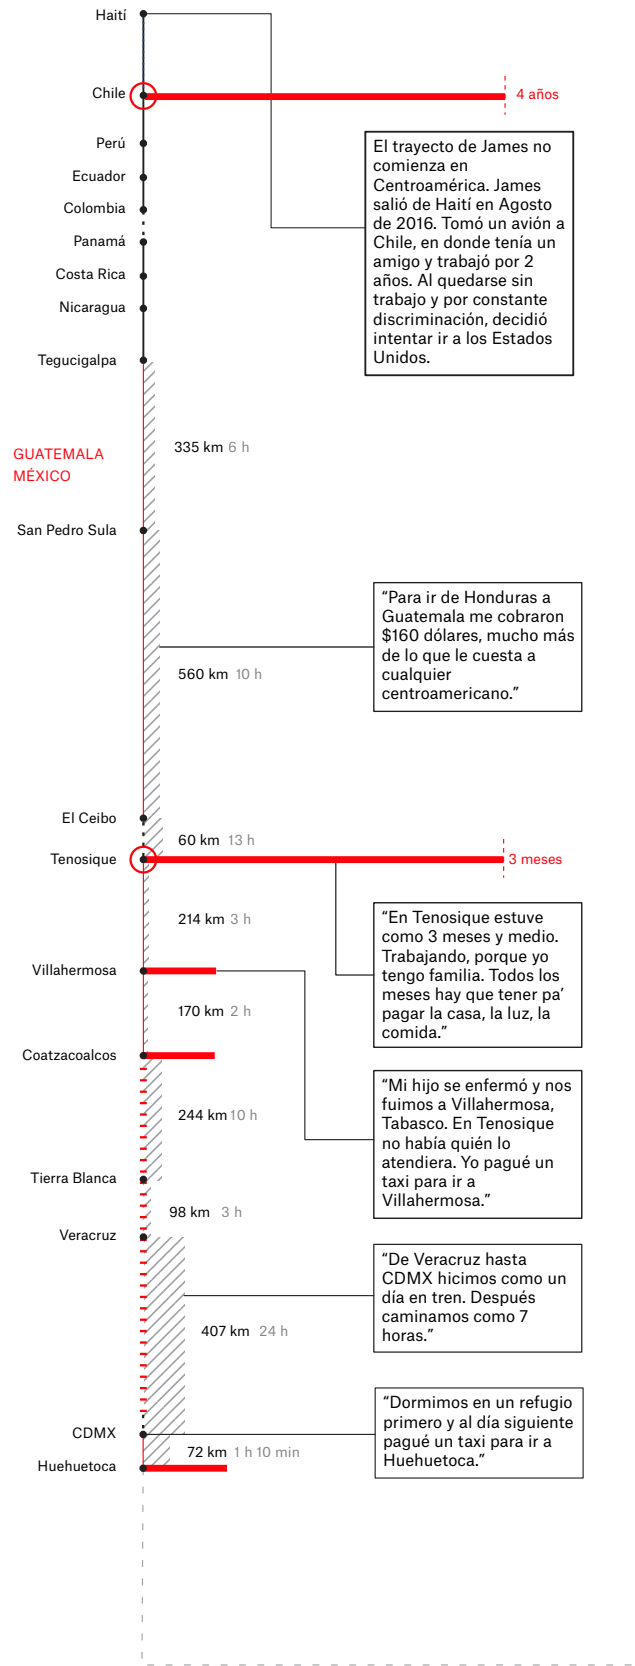 Haití
Chile
4 años
El trayecto de James no
comienza en
Centroamérica. James
salió de Haití en Agosto
de 2016. Tomó un avión a
Chile, en donde tenía un
amigo y trabajó por 2
años. Al quedarse sin
trabajo y por constante
discriminación, decidió
intentar ir a los Estados
Unidos.
Perú
Ecuador
Colombia
Panamá
Costa Rica
Nicaragua
Tegucigalpa
335 km 6 h
GUATEMALA
MÉXICO
San Pedro Sula
“Para ir de Honduras a
Guatemala me cobraron
$160 dólares, mucho más
de lo que le cuesta a
cualquier
centroamericano.”
560 km 10 h
El Ceibo
60 km 13 h
Tenosique
3 meses
214 km 3 h
“En Tenosique estuve
como 3 meses y medio.
Trabajando, porque yo
tengo familia. Todos los
meses hay que tener pa’
pagar la casa, la luz, la
comida.”
Villahermosa
170 km 2 h
Coatzacoalcos
“Mi hijo se enfermó y nos
fuimos a Villahermosa,
Tabasco. En Tenosique
no había quién lo
atendiera. Yo pagué un
taxi para ir a
Villahermosa.”
244 km 10 h
Tierra Blanca
98 km 3 h
Veracruz
“De Veracruz hasta
CDMX hicimos como un
día en tren. Después
caminamos como 7
horas.”
407 km 24 h
“Dormimos en un refugio
primero y al día siguiente
pagué un taxi para ir a
Huehuetoca.”
CDMX
72 km 1 h 10 min
Huehuetoca